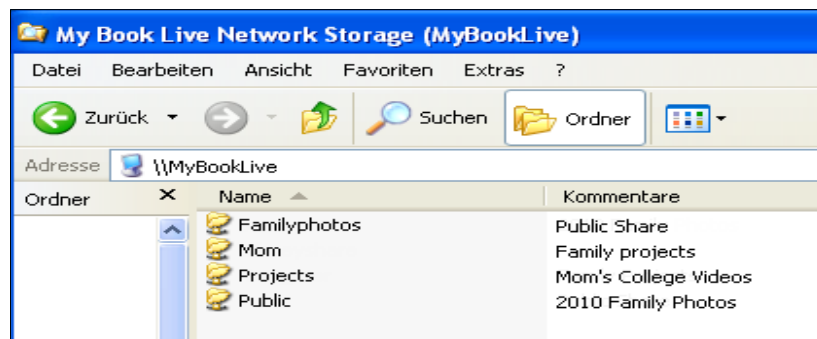 My Book Live Network Storage (MyBookLive)
Datei Bearbeiten Ansicht Favoriten Extras ?
Zurück Suchen Ordner
Adresse \\MyBookLive
Ordner × Name Kommentare
Familyphotos Public Share
Mom Family projects
Projects Mom's College Videos
Public 2010 Family Photos